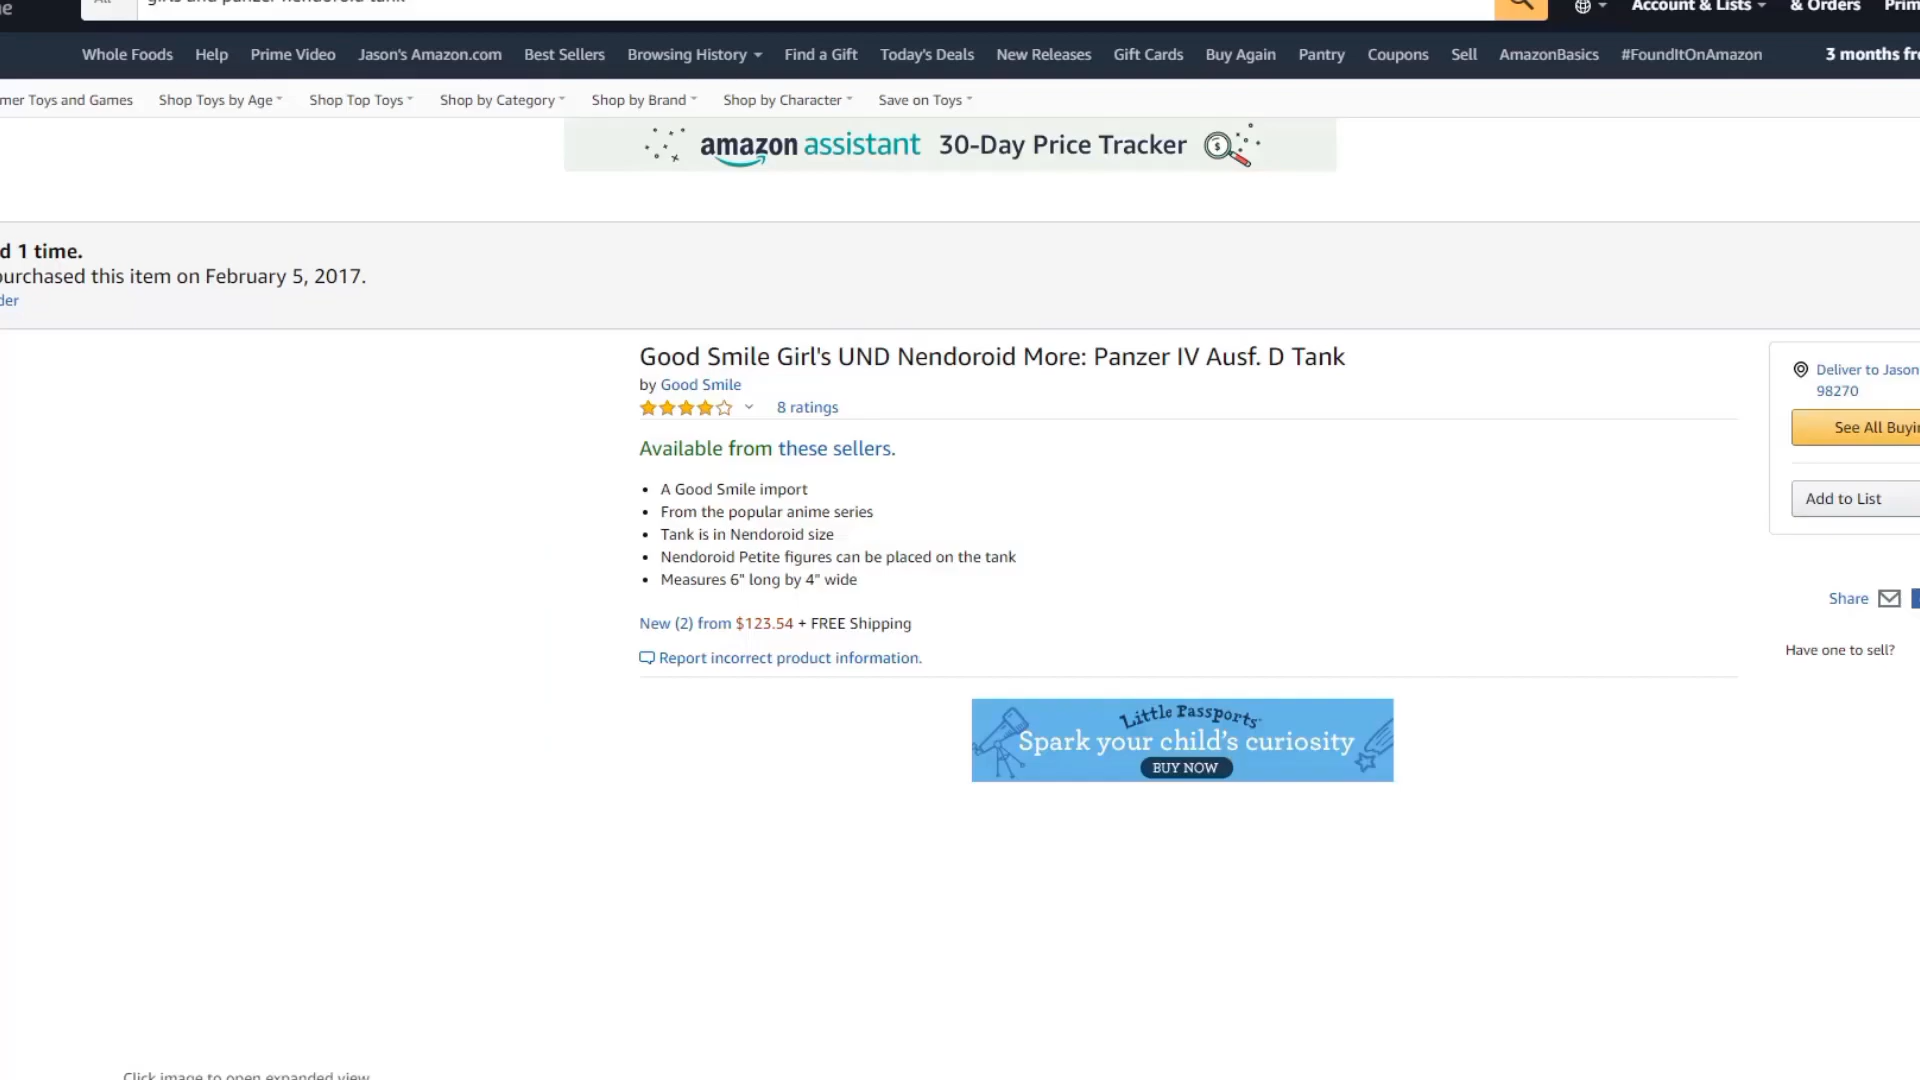 Account & Lists
& Orders
Whole Foods Help Prime Video Jason's Amazon.com Best Sellers Browsing History Find a Gift Today's Deals New Releases Gift Cards Buy Again Pantry Coupons Sell AmazonBasics #FoundItOnAmazon 3 months
mer Toys and Games Shop Toys by Age Shop Top Toys Shop by Category Shop by Brand Shop by Character Save on Toys
amazon assistant 30-Day Price Tracker
d 1 time.
purchased this item on February 5, 2017.
der
Good Smile Girl's UND Nendoroid More: Panzer IV Ausf. D Tank
by Good Smile
8 ratings
Available from these sellers.
• A Good Smile import
• From the popular anime series
• Tank is in Nendoroid size
• Nendoroid Petite figures can be placed on the tank
• Measures 6" long by 4" wide
New (2) from $123.54 + FREE Shipping
Report incorrect product information.
Deliver to Jason
98270
See All
Add to List
Share
Have one to sell?
Little Passports
Spark your child's curiosity
BUY NOW
Click image to open expanded view